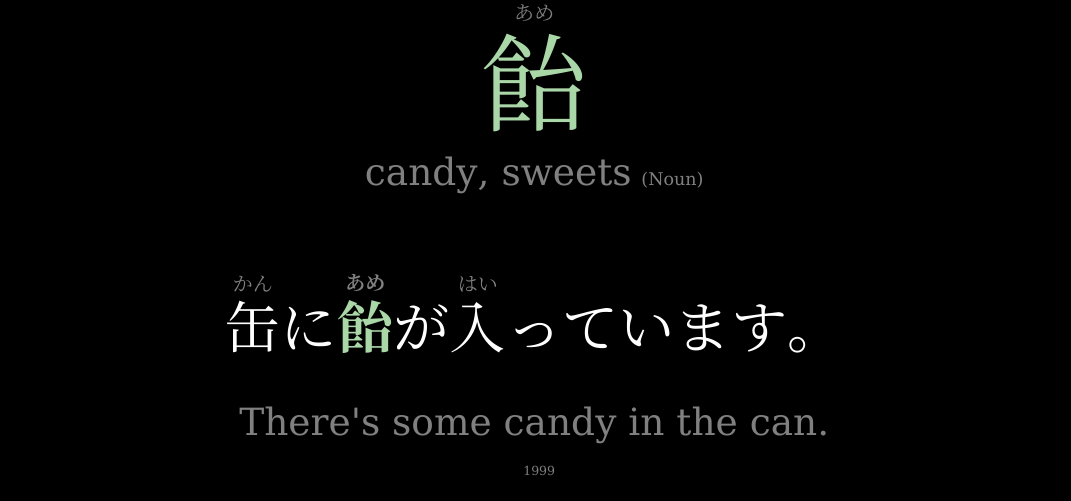 あめ
飴
candy, sweets (Noun)
かん あめ はい
缶に飴が入っています。
There's some candy in the can.
1999